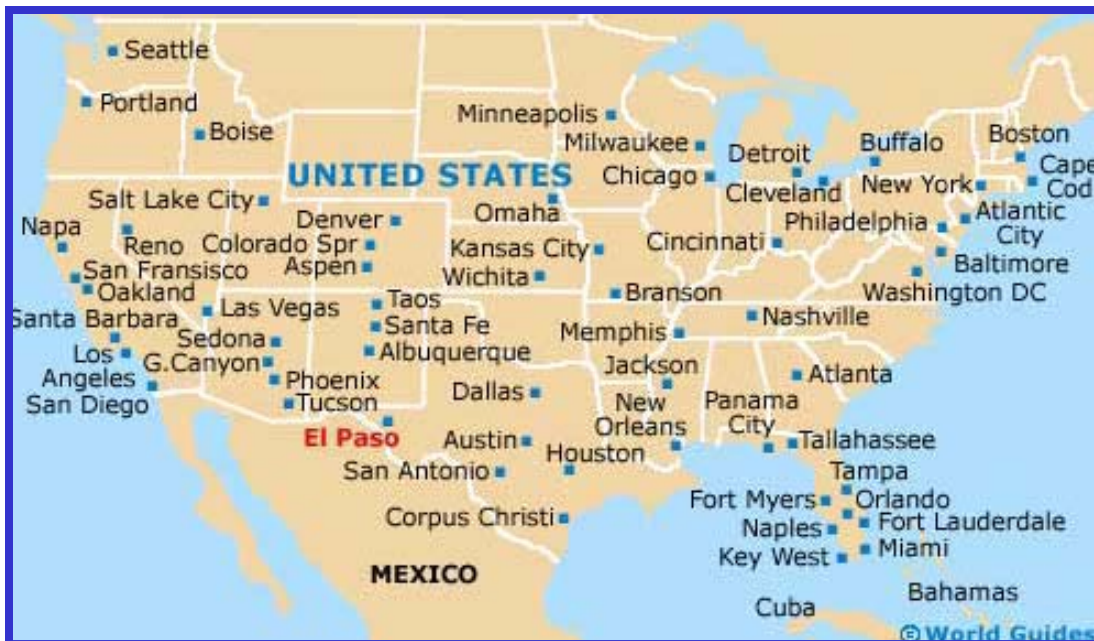 Seattle
Portland
Boise
Minneapolis
Milwaukee
Detroit
Buffalo
Boston
UNITED STATES
Chicago
Cleveland
New York
Cape
Cod
Salt Lake City
Denver
Omaha
Philadelphia
Atlantic
City
Napa
Reno
Colorado Spr
Kansas City
Cincinnati
Baltimore
San Fransisco
Aspen
Wichita
Washington DC
Oakland
Las Vegas
Taos
Branson
Nashville
Santa Barbara
Sedona
Santa Fe
Memphis
Los
Angeles
G.Canyon
Albuquerque
Jackson
Atlanta
San Diego
Phoenix
Tucson
Dallas
New
Orleans
Panama
City
El Paso
Austin
Houston
Tallahassee
San Antonio
Tampa
Fort Myers
Orlando
Corpus Christi
Naples
Fort Lauderdale
Key West
Miami
MEXICO
Bahamas
Cuba
© World Guides